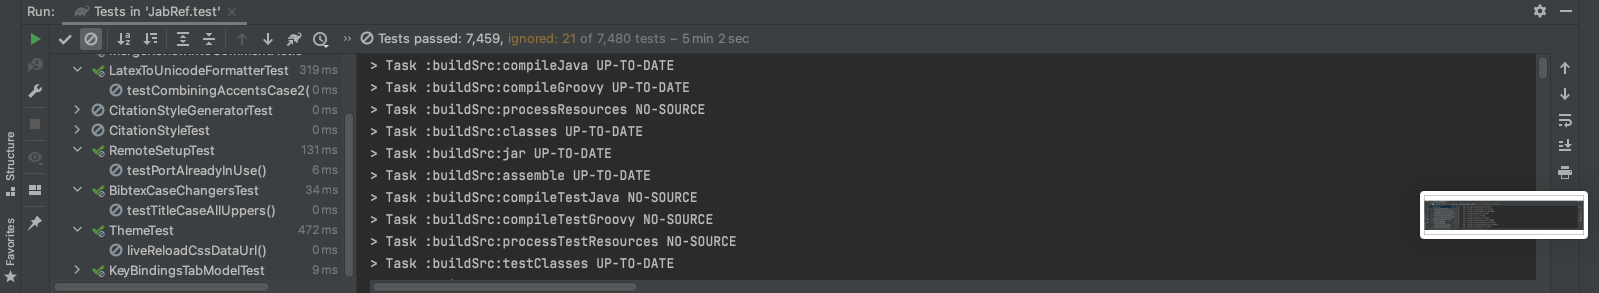 Run: Tests in 'JabRef.test' ×
Tests passed: 7,459, ignored: 21 of 7,480 tests – 5 min 2 sec
LatexToUnicodeFormatterTest 319 ms
testCombiningAccentsCase2( 0 ms
CitationStyleGeneratorTest 0 ms
CitationStyleTest 0 ms
RemoteSetupTest 131 ms
testPortAlreadyInUse() 6 ms
BibtexCaseChangersTest 34 ms
testTitleCaseAllUppers() 0 ms
ThemeTest 472 ms
liveReloadCssDataUrl() 0 ms
KeyBindingsTabModelTest 9 ms
> Task :buildSrc:compileJava UP-TO-DATE
> Task :buildSrc:compileGroovy UP-TO-DATE
> Task :buildSrc:processResources NO-SOURCE
> Task :buildSrc:classes UP-TO-DATE
> Task :buildSrc:jar UP-TO-DATE
> Task :buildSrc:assemble UP-TO-DATE
> Task :buildSrc:compileTestJava NO-SOURCE
> Task :buildSrc:compileTestGroovy NO-SOURCE
> Task :buildSrc:processTestResources NO-SOURCE
> Task :buildSrc:testClasses UP-TO-DATE
Structure
Favorites